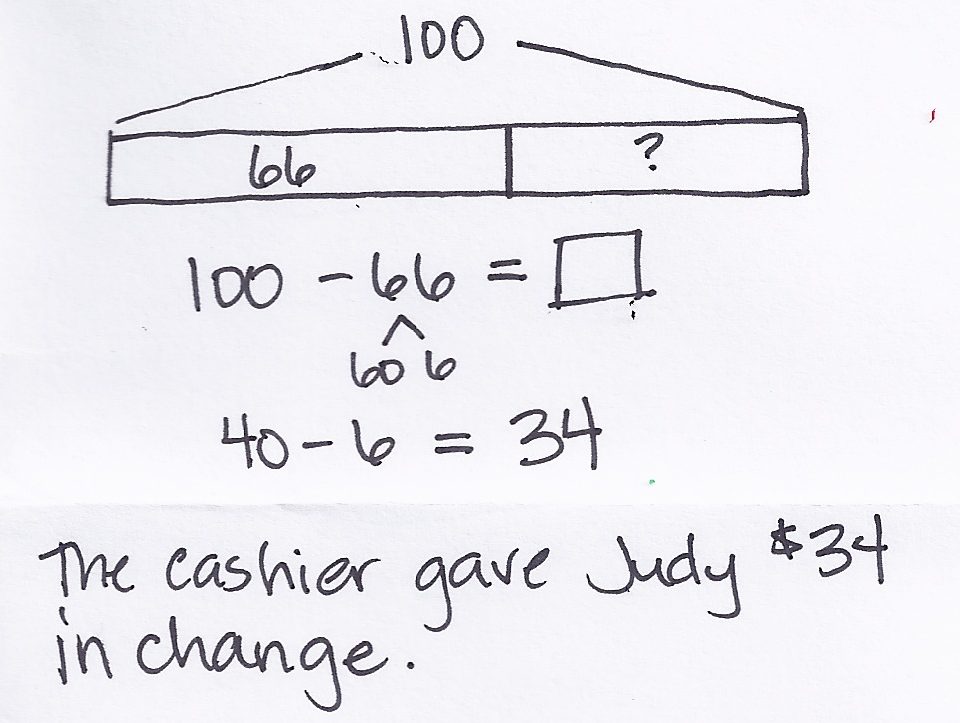 100
66 ?
100 - 66 = □
60 6
40 - 6 = 34
The cashier gave Judy $34
in change.